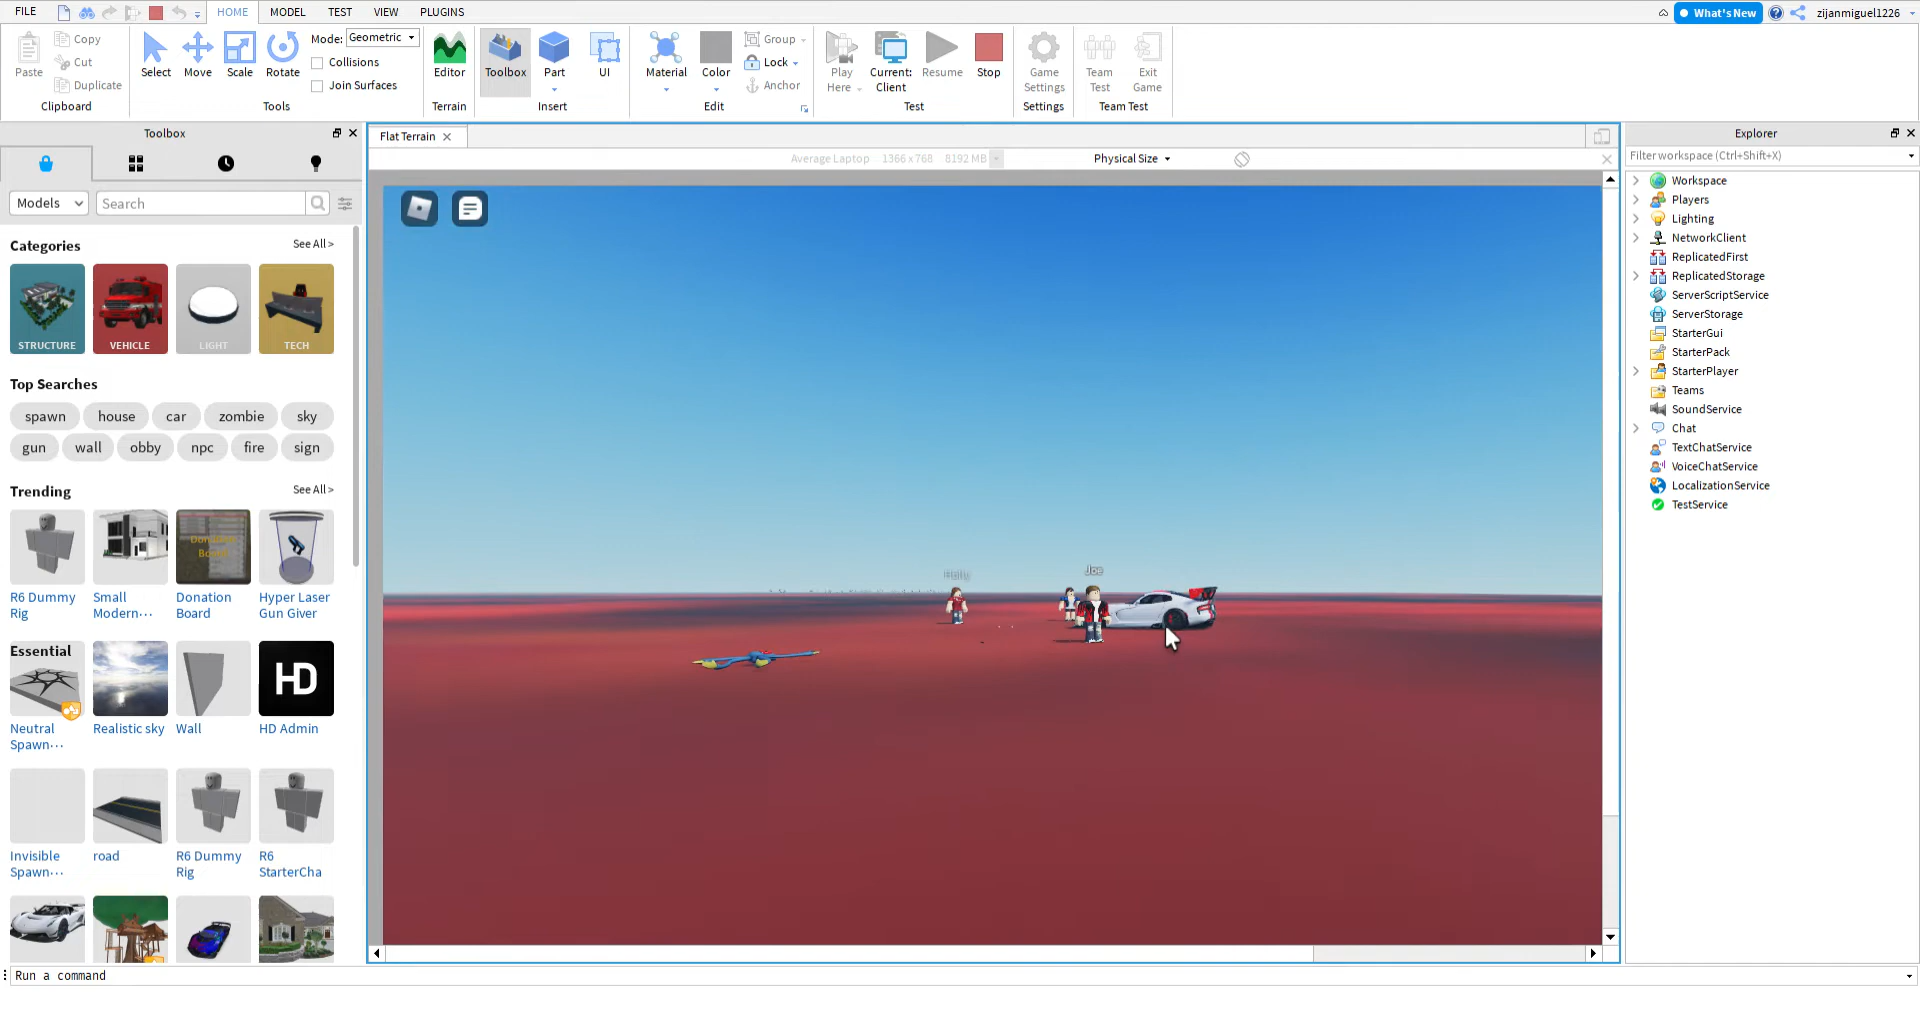 FILE HOME MODEL TEST VIEW PLUGINS What's New zijanmiguel1226
Paste
Copy
Cut
Duplicate
Clipboard
Select Move Scale Rotate
Mode: Geometric
Collisions
Join Surfaces
Tools
Editor
Terrain
Toolbox Part UI
Insert
Material Color
Group
Lock
Anchor
Edit
Play Here
Current: Client
Resume Stop
Test
Game Settings
Settings
Team Test
Exit Game
Team Test
Toolbox
Models Search
Categories See All >
STRUCTURE VEHICLE LIGHT TECH
Top Searches
spawn house car zombie sky
gun wall obby npc fire sign
Trending See All >
Donation
Board
R6 Dummy Rig
Small Modern···
Donation Board
Hyper Laser Gun Giver
Essential
HD
Neutral Spawn···
Realistic sky
Wall
HD Admin
Invisible Spawn···
road
R6 Dummy Rig
R6 StarterCha
Flat Terrain
Average Laptop 1366 x 768 8192 MB Physical Size
Holly
Joe
Explorer
Filter workspace (Ctrl+Shift+X)
Workspace
Players
Lighting
NetworkClient
ReplicatedFirst
ReplicatedStorage
ServerScriptService
ServerStorage
StarterGui
StarterPack
StarterPlayer
Teams
SoundService
Chat
TextChatService
VoiceChatService
LocalizationService
TestService
Run a command